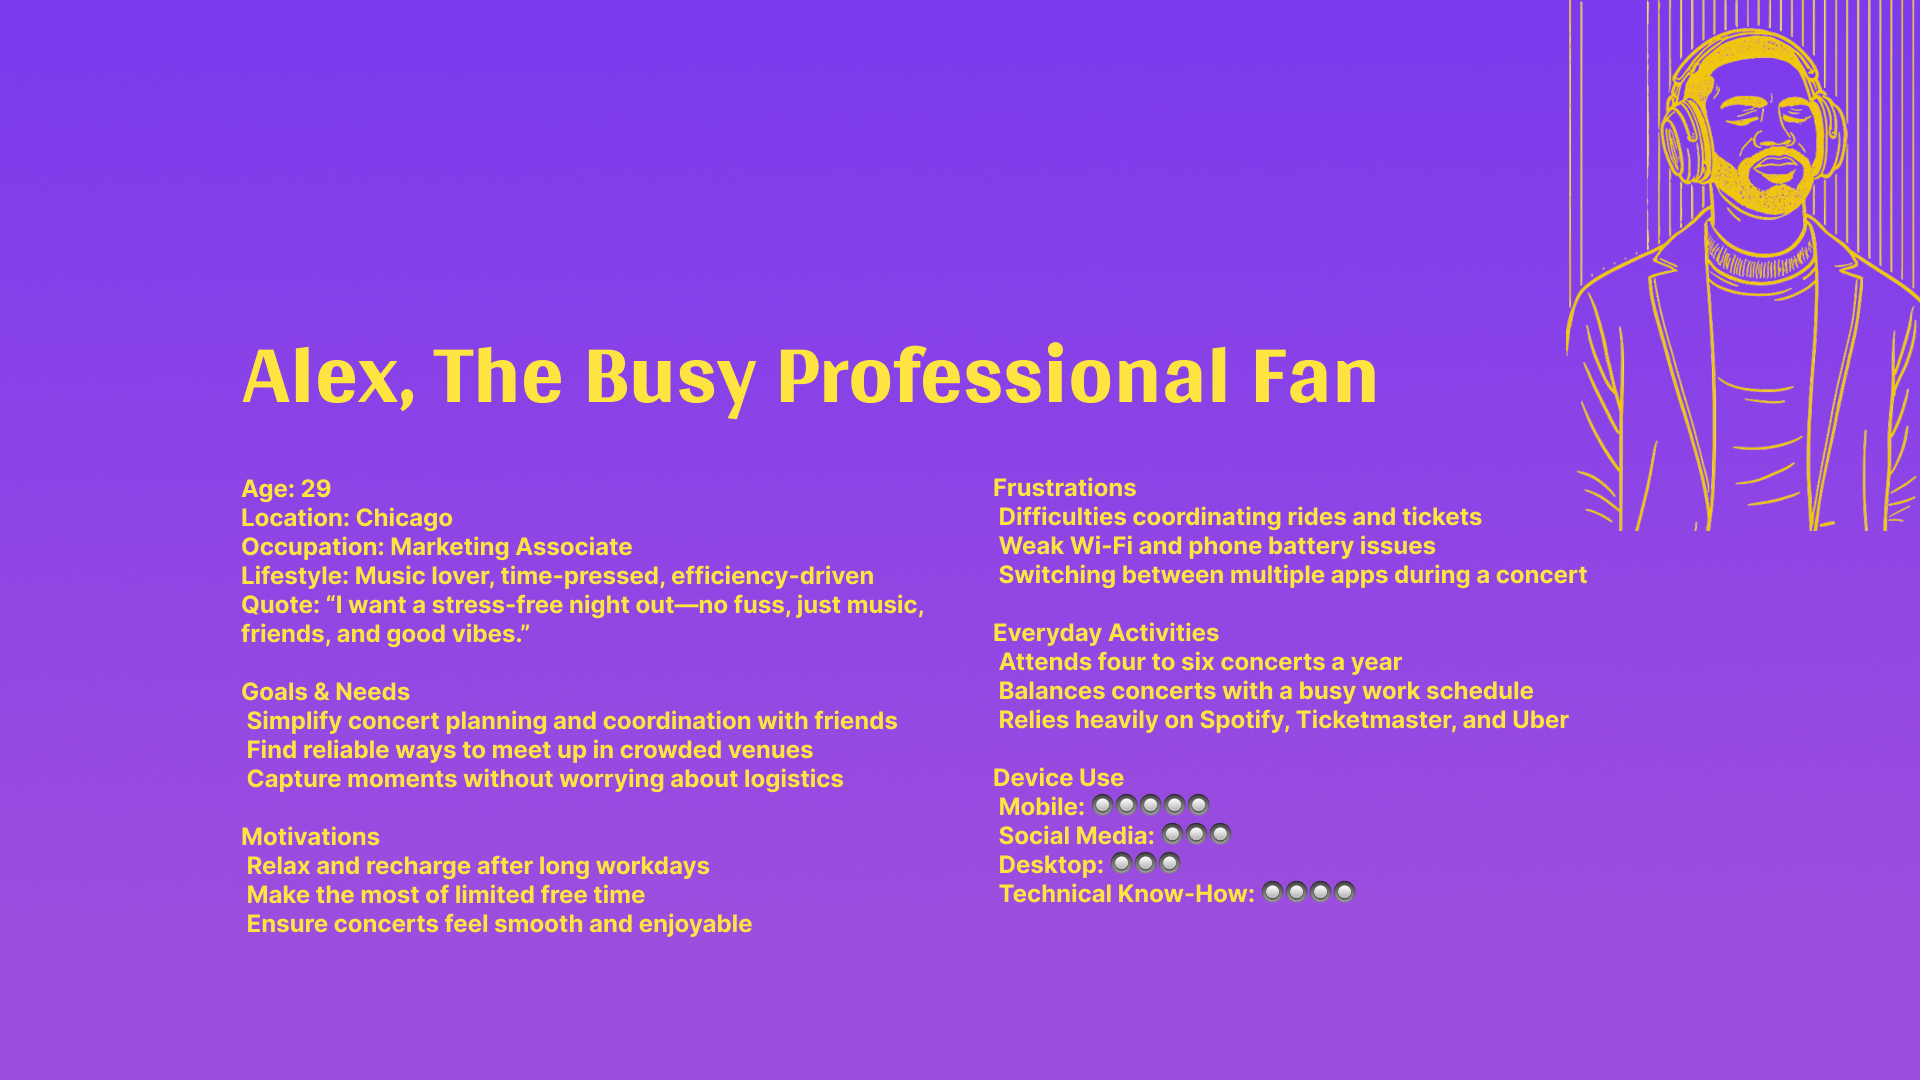 Alex, The Busy Professional Fan
Age: 29
Location: Chicago
Occupation: Marketing Associate
Lifestyle: Music lover, time-pressed, efficiency-driven
Quote: “I want a stress-free night out—no fuss, just music,
friends, and good vibes.”
Goals & Needs
Simplify concert planning and coordination with friends
Find reliable ways to meet up in crowded venues
Capture moments without worrying about logistics
Motivations
Relax and recharge after long workdays
Make the most of limited free time
Ensure concerts feel smooth and enjoyable
Frustrations
Difficulties coordinating rides and tickets
Weak Wi-Fi and phone battery issues
Switching between multiple apps during a concert
Everyday Activities
Attends four to six concerts a year
Balances concerts with a busy work schedule
Relies heavily on Spotify, Ticketmaster, and Uber
Device Use
Mobile: 🔘🔘🔘🔘🔘
Social Media: 🔘🔘🔘
Desktop: 🔘🔘🔘
Technical Know-How: 🔘🔘🔘🔘